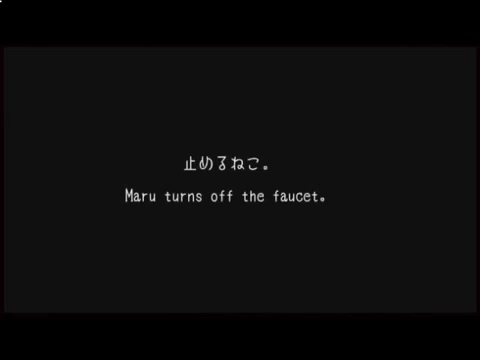 止めるねこ。
Maru turns off the faucet。